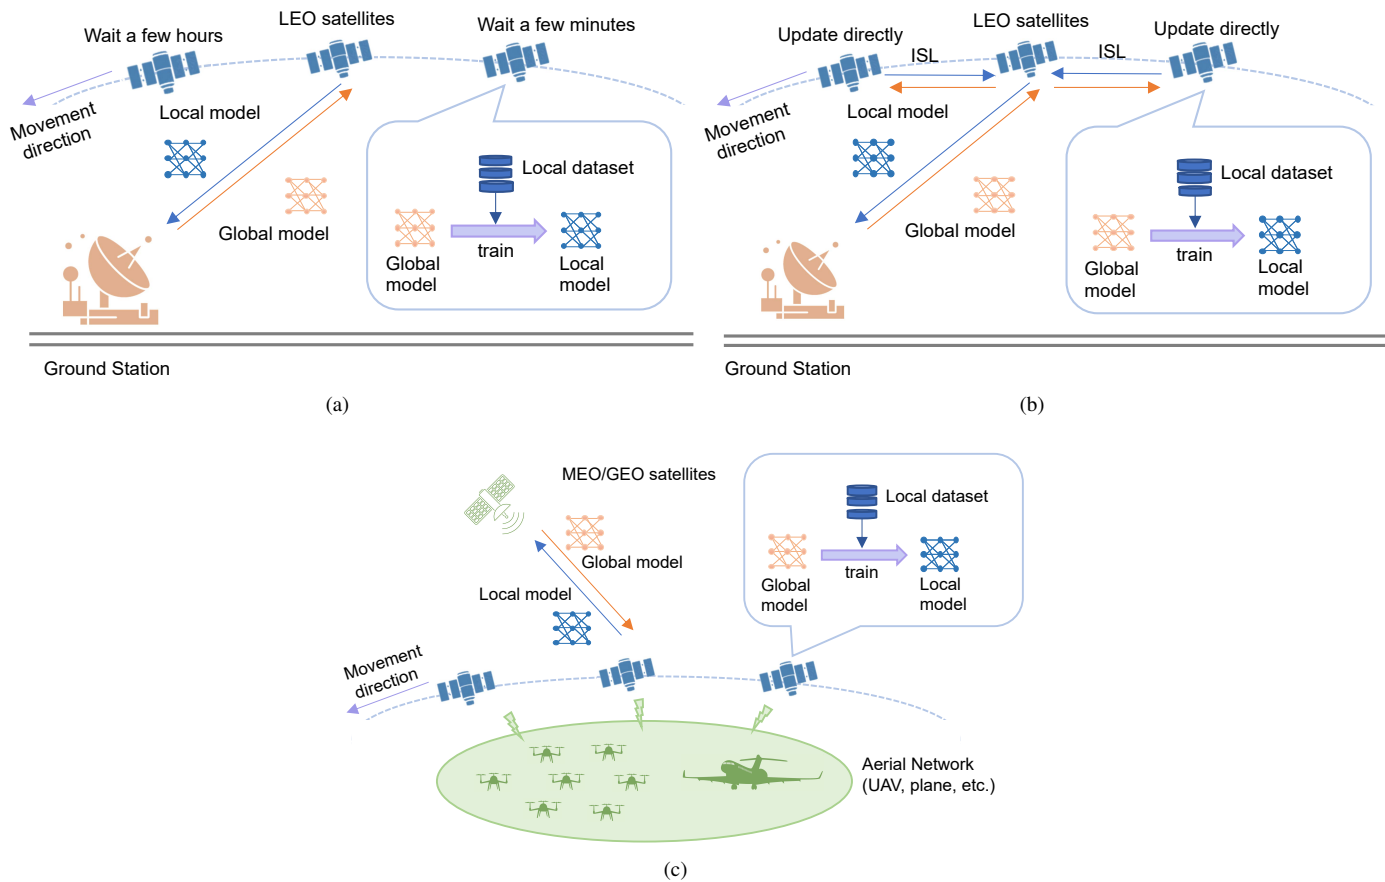 LEO satellites
Wait a few hours
Wait a few minutes
Movement
direction
Local model
Global model
Local dataset
train
Global
model
Local
model
Ground Station
(a)
LEO satellites
Update directly
ISL
ISL
Update directly
Movement
direction
Local model
Global model
Local dataset
train
Global
model
Local
model
Ground Station
(b)
MEO/GEO satellites
Global model
Local model
Local dataset
train
Global
model
Local
model
Movement
direction
Aerial Network
(UAV, plane, etc.)
(c)